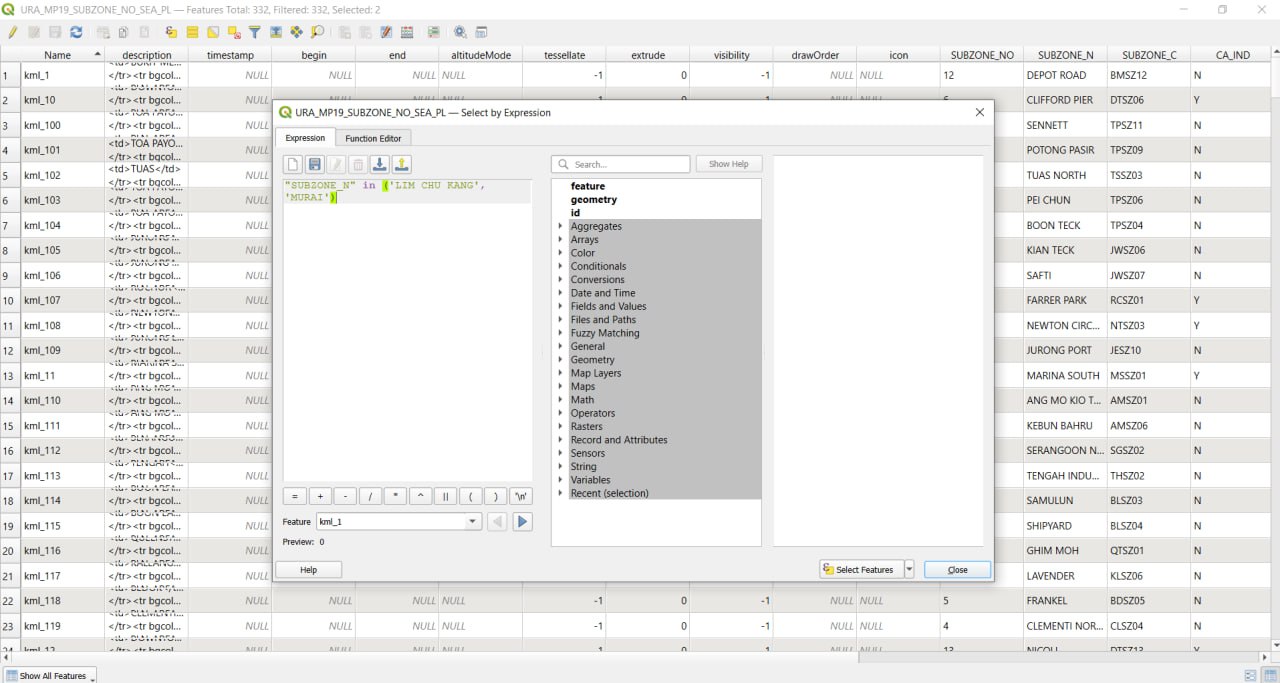 URA_MP19_SUBZONE_NO_SEA_PL — Features Total: 332, Filtered: 332, Selected: 2
Name description timestamp begin end altitudeMode tessellate extrude visibility drawOrder icon SUBZONE_NO SUBZONE_N SUBZONE_C CA_IND
1 kml_1 </tr><tr bgcol... NULL NULL NULL NULL -1 0 -1 NULL NULL 12 DEPOT ROAD BMSZ12 N
2 kml_10 </tr><tr bgcol... CLIFFORD PIER DTSZ06 Y
3 kml_100 </tr><tr bgcol... NULL SENNETT TPSZ11 N
4 kml_101 <td>TOA PAYO...
</tr><tr bgcol... NULL POTONG PASIR TPSZ09 N
5 kml_102 <td>TUAS</td>
</tr><tr bgcol... NULL TUAS NORTH TSSZ03 N
6 kml_103 </tr><tr bgcol... NULL PEI CHUN TPSZ06 N
7 kml_104 </tr><tr bgcol... NULL BOON TECK TPSZ04 N
8 kml_105 </tr><tr bgcol... NULL KIAN TECK JWSZ06 N
9 kml_106 </tr><tr bgcol... NULL SAFTI JWSZ07 N
10 kml_107 </tr><tr bgcol... NULL FARRER PARK RCSZ01 Y
11 kml_108 </tr><tr bgcol... NULL NEWTON CIRC... NTSZ03 Y
12 kml_109 </tr><tr bgcol... NULL JURONG PORT JESZ10 N
13 kml_11 </tr><tr bgcol... NULL MARINA SOUTH MSSZ01 Y
14 kml_110 </tr><tr bgcol... NULL ANG MO KIO T... AMSZ01 N
15 kml_111 </tr><tr bgcol... NULL KEBUN BAHRU AMSZ06 N
16 kml_112 </tr><tr bgcol... NULL SERANGOON N... SGSZ02 N
17 kml_113 </tr><tr bgcol... NULL TENGAH INDU... THSZ02 N
18 kml_114 </tr><tr bgcol... NULL SAMULUN BLSZ03 N
19 kml_115 </tr><tr bgcol... NULL SHIPYARD BLSZ04 N
20 kml_116 </tr><tr bgcol... NULL GHIM MOH QTSZ01 N
21 kml_117 </tr><tr bgcol... NULL LAVENDER KLSZ06 N
22 kml_118 </tr><tr bgcol... NULL NULL NULL NULL -1 0 -1 NULL NULL 5 FRANKEL BDSZ05 N
23 kml_119 </tr><tr bgcol... NULL NULL NULL NULL -1 0 -1 NULL NULL 4 CLEMENTI NOR... CLSZ04 N
URA_MP19_SUBZONE_NO_SEA_PL — Select by Expression
Expression Function Editor
Search... Show Help
"SUBZONE_N" in ('LIM CHU KANG',
'MURAI')
feature
geometry
id
Aggregates
Arrays
Color
Conditionals
Conversions
Date and Time
Fields and Values
Files and Paths
Fuzzy Matching
General
Geometry
Map Layers
Maps
Math
Operators
Rasters
Record and Attributes
Sensors
String
Variables
Recent (selection)
= + - / * ^ || ( ) '\n'
Feature kml_1
Preview: 0
Help Select Features Close
Show All Features